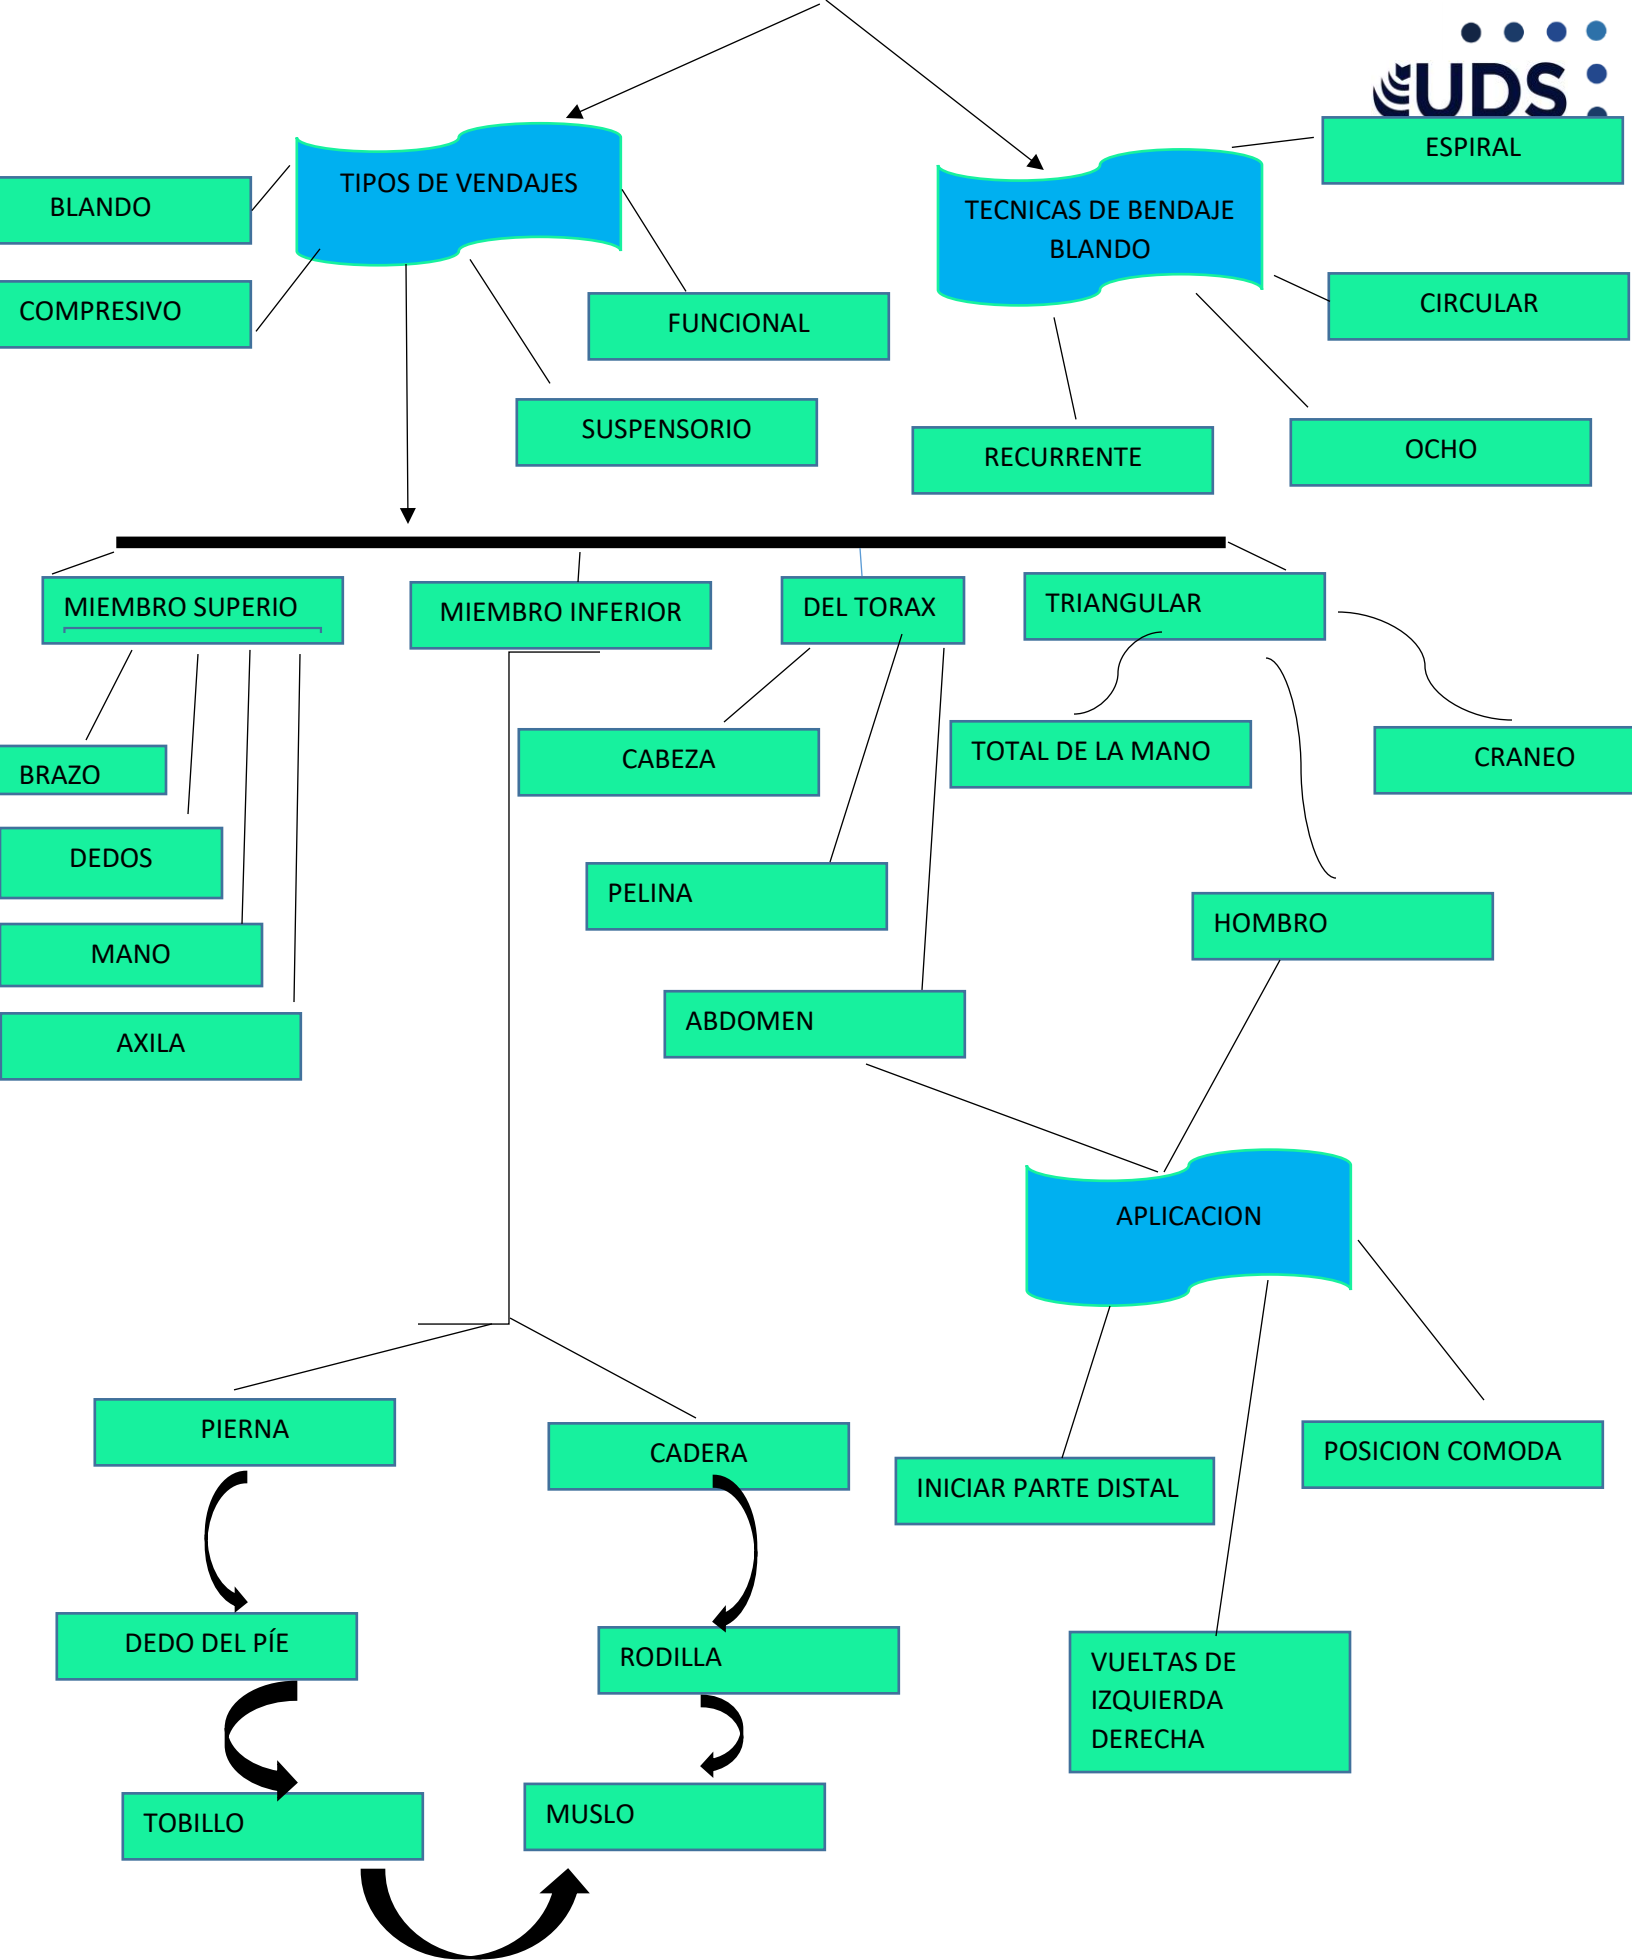 UDS
ESPIRAL
TIPOS DE VENDAJES
BLANDO
TECNICAS DE BENDAJE
BLANDO
COMPRESIVO
FUNCIONAL
CIRCULAR
SUSPENSORIO
RECURRENTE
OCHO
MIEMBRO SUPERIO
MIEMBRO INFERIOR
DEL TORAX
TRIANGULAR
BRAZO
CABEZA
TOTAL DE LA MANO
CRANEO
DEDOS
PELINA
HOMBRO
MANO
ABDOMEN
AXILA
APLICACION
PIERNA
CADERA
POSICION COMODA
INICIAR PARTE DISTAL
DEDO DEL PÍE
RODILLA
VUELTAS DE
IZQUIERDA
DERECHA
TOBILLO
MUSLO